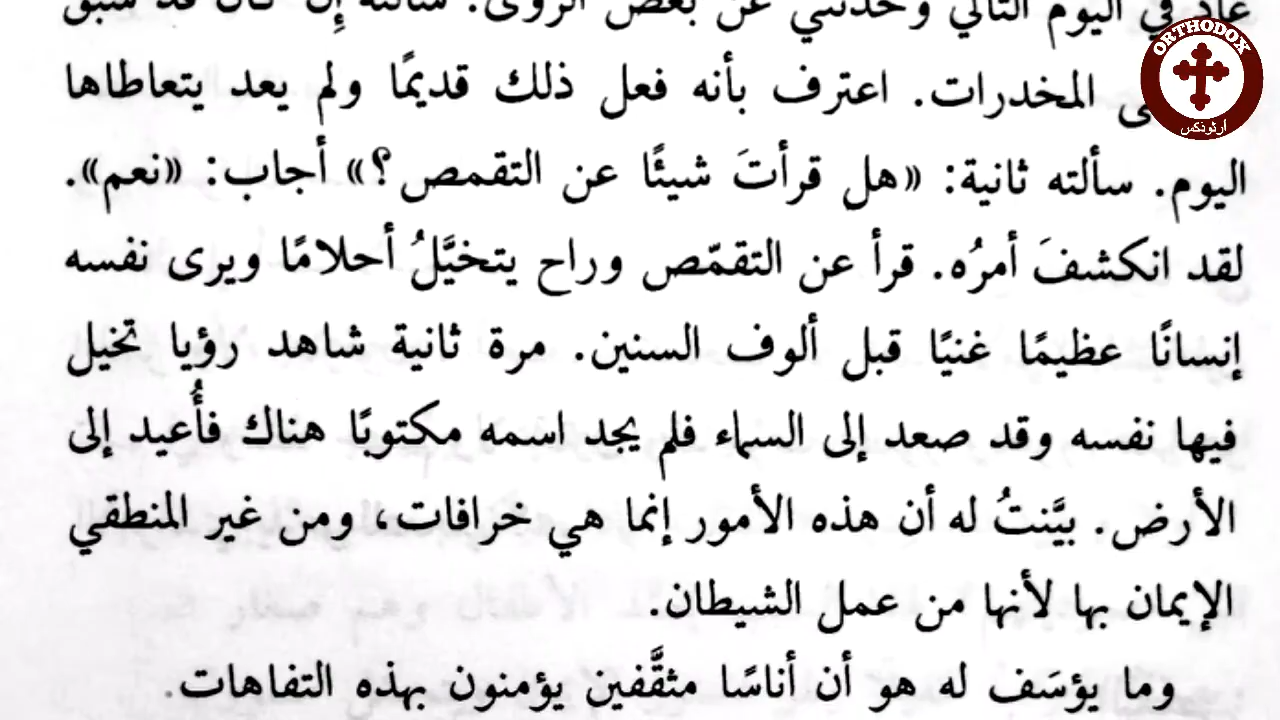 عاد في اليوم التالي وحدثني عن بعض الرؤى. سألته إن كان قد سبق
المخدرات. اعترف بأنه فعل ذلك قديمًا ولم يعد يتعاطاها
اليوم. سألته ثانية: «هل قرأتَ شيئًا عن التقمص؟» أجاب: «نعم».
لقد انكشفَ أمرُه. قرأ عن التقمّص وراح يتخيَّلُ أحلامًا ويرى نفسه
إنسانًا عظيمًا غنيًا قبل ألوف السنين. مرة ثانية شاهد رؤيا تخيل
فيها نفسه وقد صعد إلى السماء فلم يجد اسمه مكتوبًا هناك فأُعيد إلى
الأرض. بيَّنتُ له أن هذه الأمور إنما هي خرافات، ومن غير المنطقي
الإيمان بها لأنها من عمل الشيطان.
وما يؤسَف له هو أن أناسًا مثقَّفين يؤمنون بهذه التفاهات.
ORTHODOX
ارثوذكس